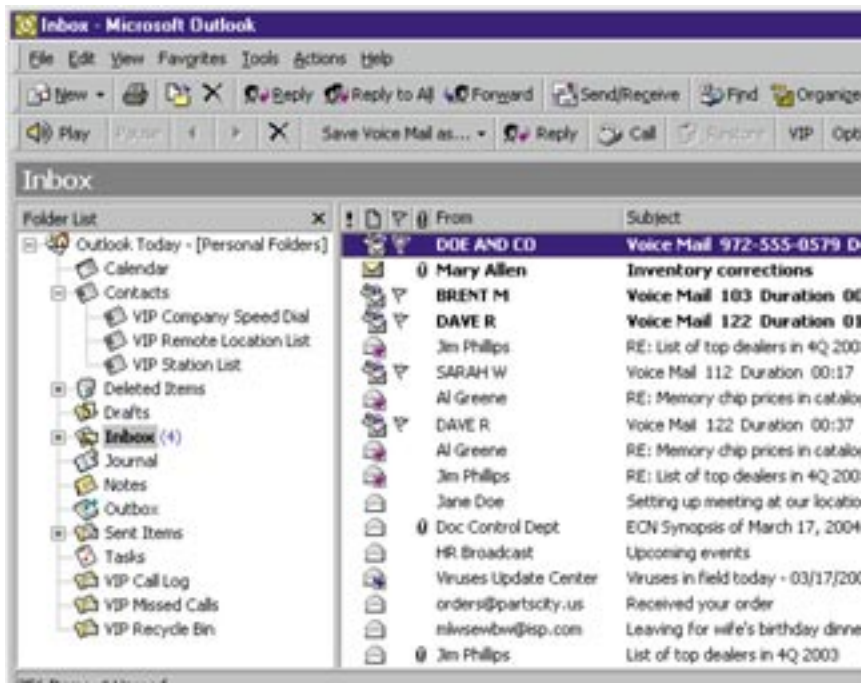 Inbox - Microsoft Outlook
File Edit View Favorites Tools Actions Help
New Reply Reply to All Forward Send/Receive Find Organize
Play Pause Save Voice Mail as... Reply Call Restore VIP Opt
Inbox
Folder List
Outlook Today - [Personal Folders]
Calendar
Contacts
VIP Company Speed Dial
VIP Remote Location List
VIP Station List
Deleted Items
Drafts
Inbox (4)
Journal
Notes
Outbox
Sent Items
Tasks
VIP Call Log
VIP Missed Calls
VIP Recycle Bin
! From Subject
DOE AND CO Voice Mail 972-555-0579 D
Mary Allen Inventory corrections
BRENT M Voice Mail 103 Duration 00
DAVE R Voice Mail 122 Duration 01
Jim Phillips RE: List of top dealers in 4Q 200
SARAH W Voice Mail 112 Duration 00:17
Al Greene RE: Memory chip prices in catalog
DAVE R Voice Mail 122 Duration 00:37
Al Greene RE: Memory chip prices in catalog
Jim Phillips RE: List of top dealers in 4Q 200
Jane Doe Setting up meeting at our locatio
Doc Control Dept ECN Synopsis of March 17, 2004
HR Broadcast Upcoming events
Viruses Update Center Viruses in field today - 03/17/200
orders@partscity.us Received your order
Leaving for wife's birthday dinne
Jim Phillips List of top dealers in 4Q 2003